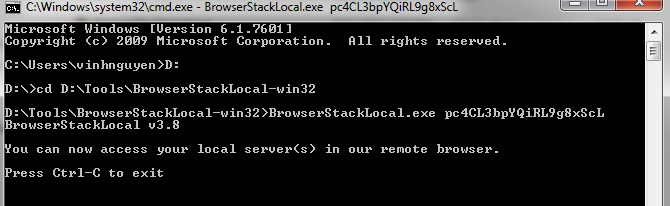 C:\Windows\system32\cmd.exe - BrowserStackLocal.exe pc4CL3bpYQiRL9g8xScL
Microsoft Windows [Version 6.1.7601]
Copyright (c) 2009 Microsoft Corporation.  All rights reserved.
C:\Users\vinhnguyen>D:
D:\>cd D:\Tools\BrowserStackLocal-win32
D:\Tools\BrowserStackLocal-win32>BrowserStackLocal.exe pc4CL3bpYQiRL9g8xScL
BrowserStackLocal v3.8
You can now access your local server(s) in our remote browser.
Press Ctrl-C to exit